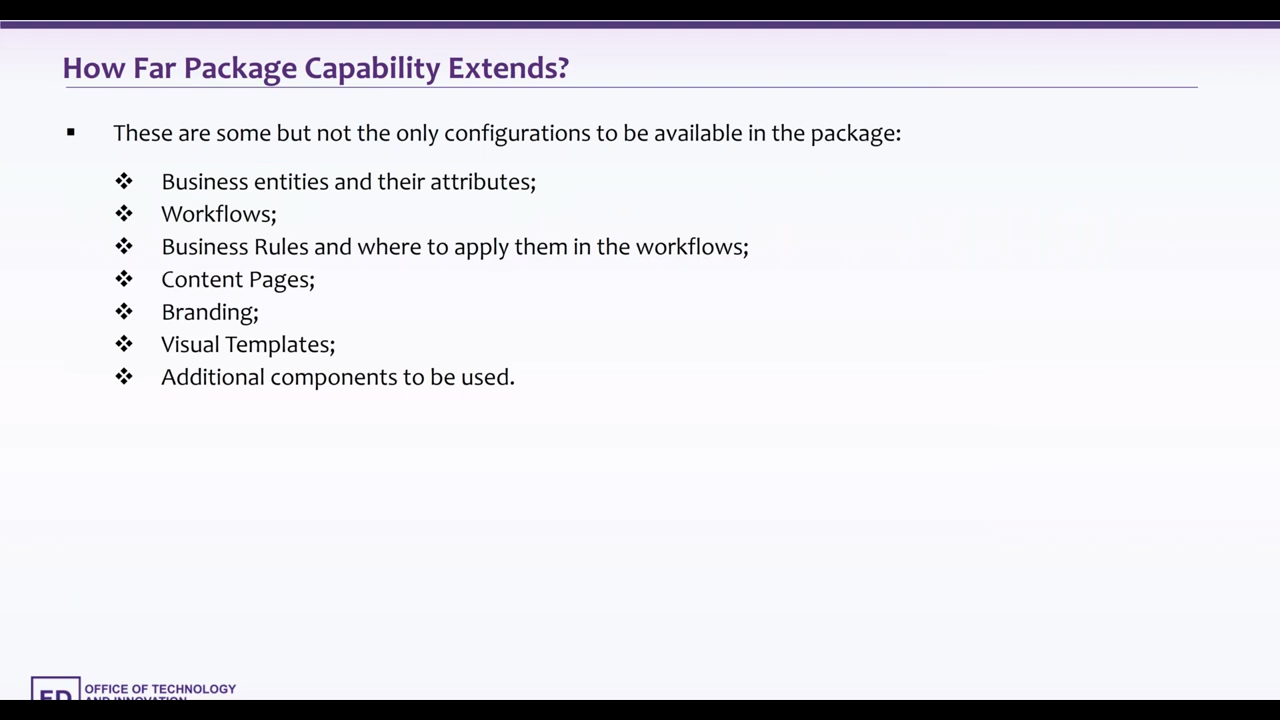 How Far Package Capability Extends?
▪ These are some but not the only configurations to be available in the package:
❖ Business entities and their attributes;
❖ Workflows;
❖ Business Rules and where to apply them in the workflows;
❖ Content Pages;
❖ Branding;
❖ Visual Templates;
❖ Additional components to be used.
ED OFFICE OF TECHNOLOGY
AND INNOVATION